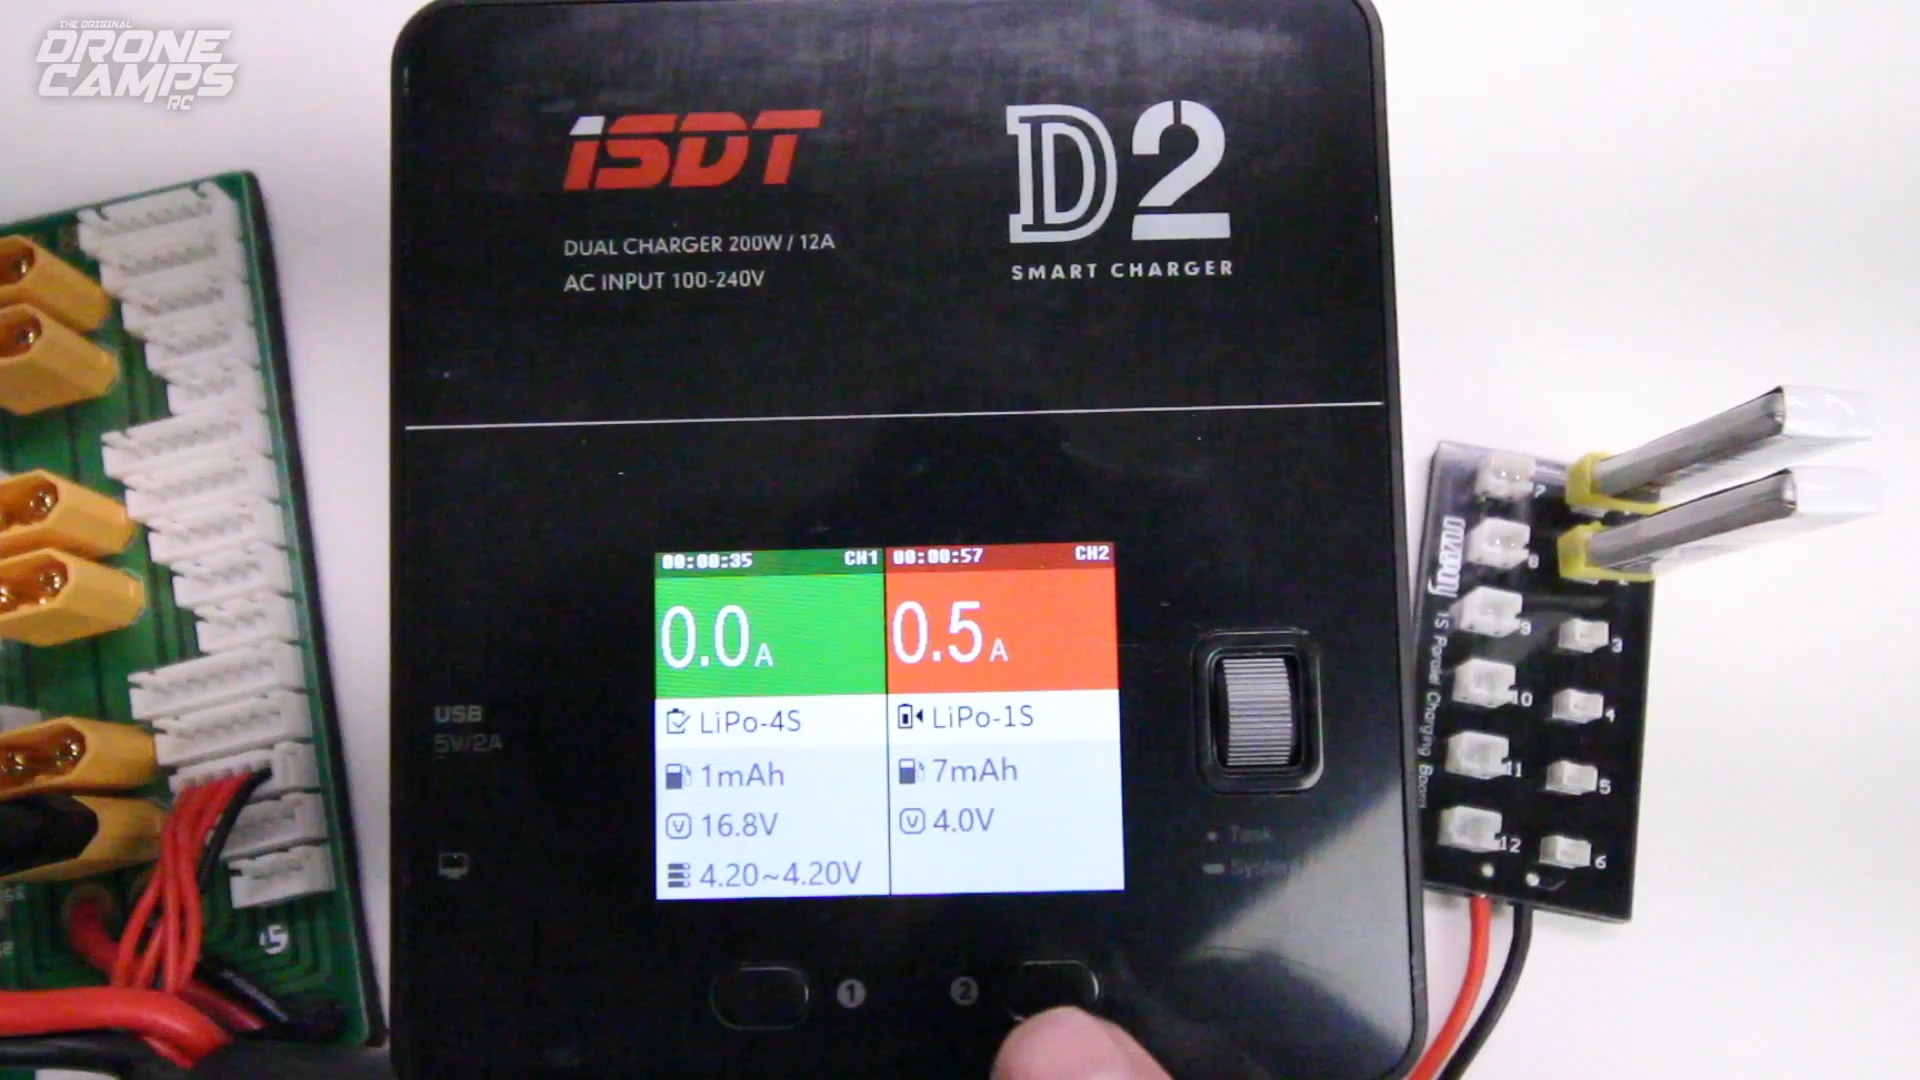 THE ORIGINAL
DRONE
CAMPS
RC
iSDT
D2
DUAL CHARGER 200W / 12A
AC INPUT 100-240V
SMART CHARGER
00:00:35 CH1
00:00:57 CH2
0.0A
0.5A
LiPo-4S
LiPo-1S
1mAh
7mAh
16.8V
4.0V
4.20~4.20V
USB
5V/2A
Task
System
1
2
1S Parallel Charging Board
7
8
9
10
11
12
3
4
5
6